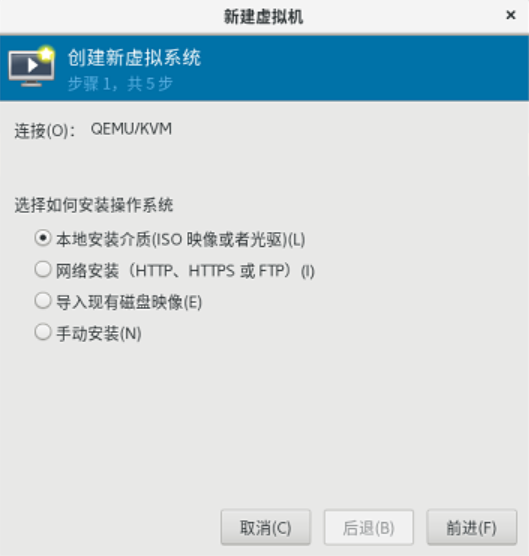 新建虚拟机
×
创建新虚拟系统
步骤 1，共 5 步
连接(O)： QEMU/KVM
选择如何安装操作系统
本地安装介质(ISO 映像或者光驱)(L)
网络安装（HTTP、HTTPS 或 FTP）(I)
导入现有磁盘映像(E)
手动安装(N)
取消(C) 后退(B) 前进(F)